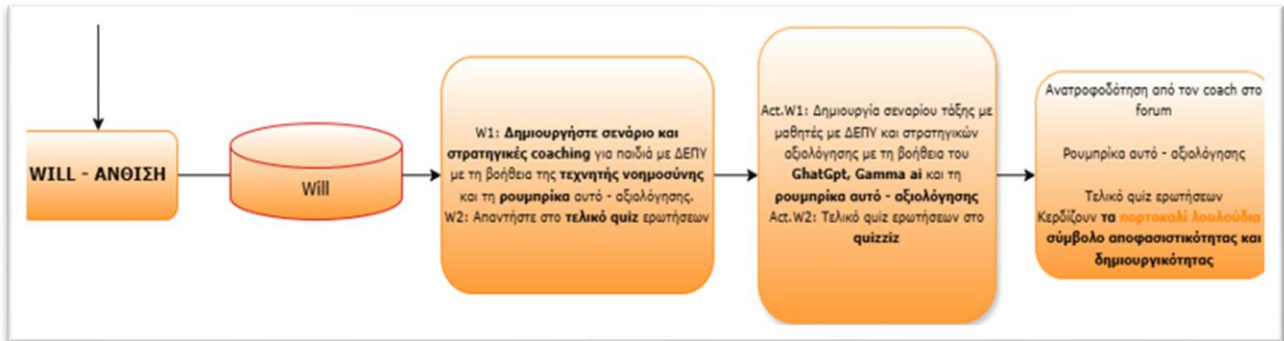 WILL - ΑΝΘΙΣΗ
Will
W1: Δημιουργήστε σενάριο και
στρατηγικές coaching για παιδιά με ΔΕΠΥ
με τη βοήθεια της τεχνητής νοημοσύνης
και τη ρουμπρίκα αυτό - αξιολόγησης.
W2: Απαντήστε στο τελικό quiz ερωτήσεων
Act.W1: Δημιουργία σεναρίου τάξης με
μαθητές με ΔΕΠΥ και στρατηγικών
αξιολόγησης με τη βοήθεια του
GhatGpt, Gamma ai και τη
ρουμπρίκα αυτό - αξιολόγησης
Act.W2: Τελικό quiz ερωτήσεων στο
quizziz
Ανατροφοδότηση από τον coach στο
forum
Ρουμπρίκα αυτό - αξιολόγησης
Τελικό quiz ερωτήσεων
Κερδίζουν τα πορτοκαλί λουλούδια
σύμβολο αποφασιστικότητας και
δημιουργικότητας